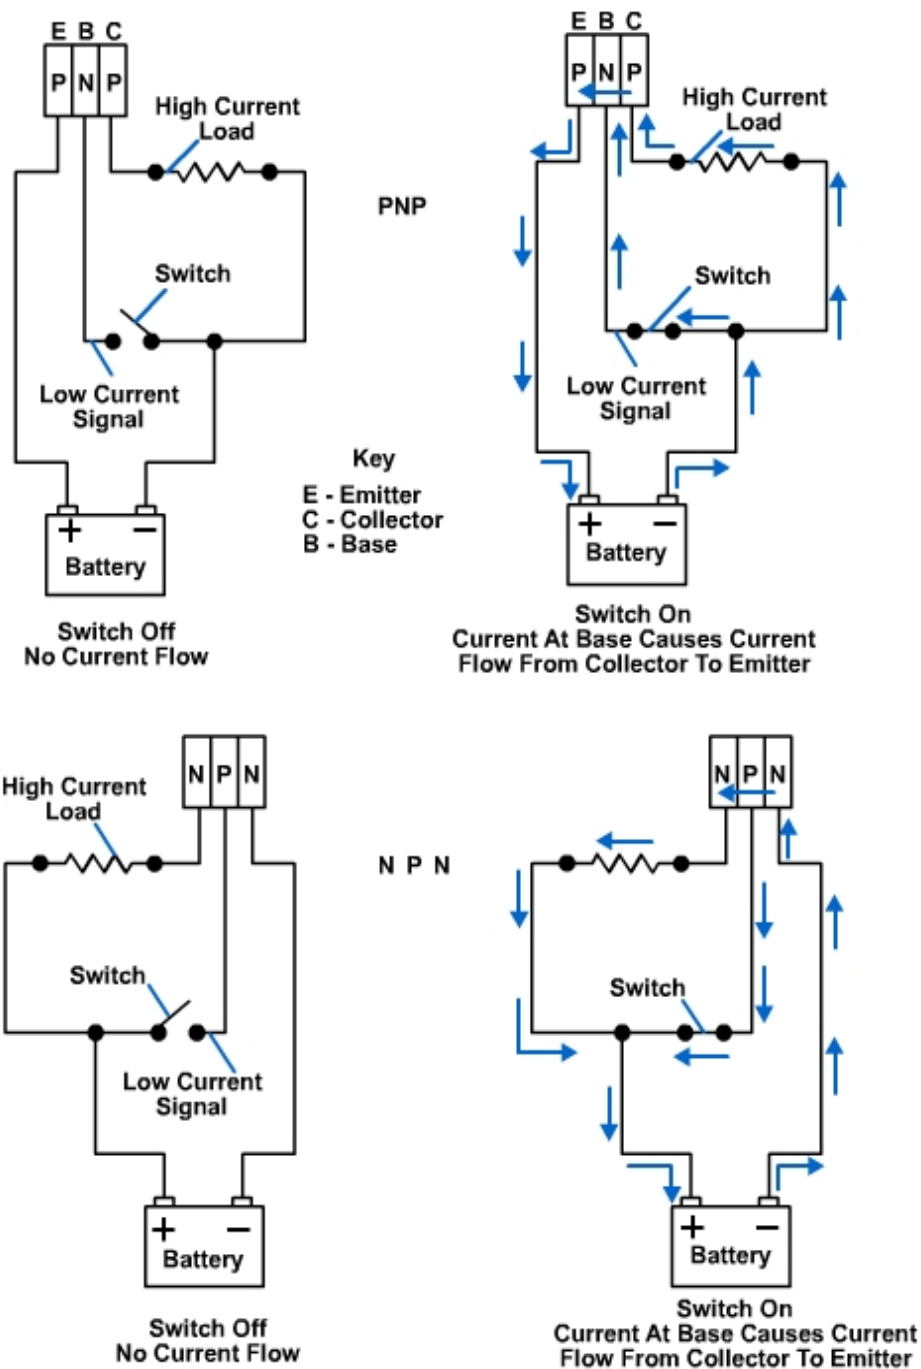 E B C
P N P
High Current
Load
Switch
Low Current
Signal
+ −
Battery
Switch Off
No Current Flow
PNP
Key
E - Emitter
C - Collector
B - Base
E B C
P N P
High Current
Load
Switch
Low Current
Signal
+ −
Battery
Switch On
Current At Base Causes Current
Flow From Collector To Emitter
N P N
High Current
Load
Switch
Low Current
Signal
+ −
Battery
Switch Off
No Current Flow
N P N
N P N
Switch
+ −
Battery
Switch On
Current At Base Causes Current
Flow From Collector To Emitter